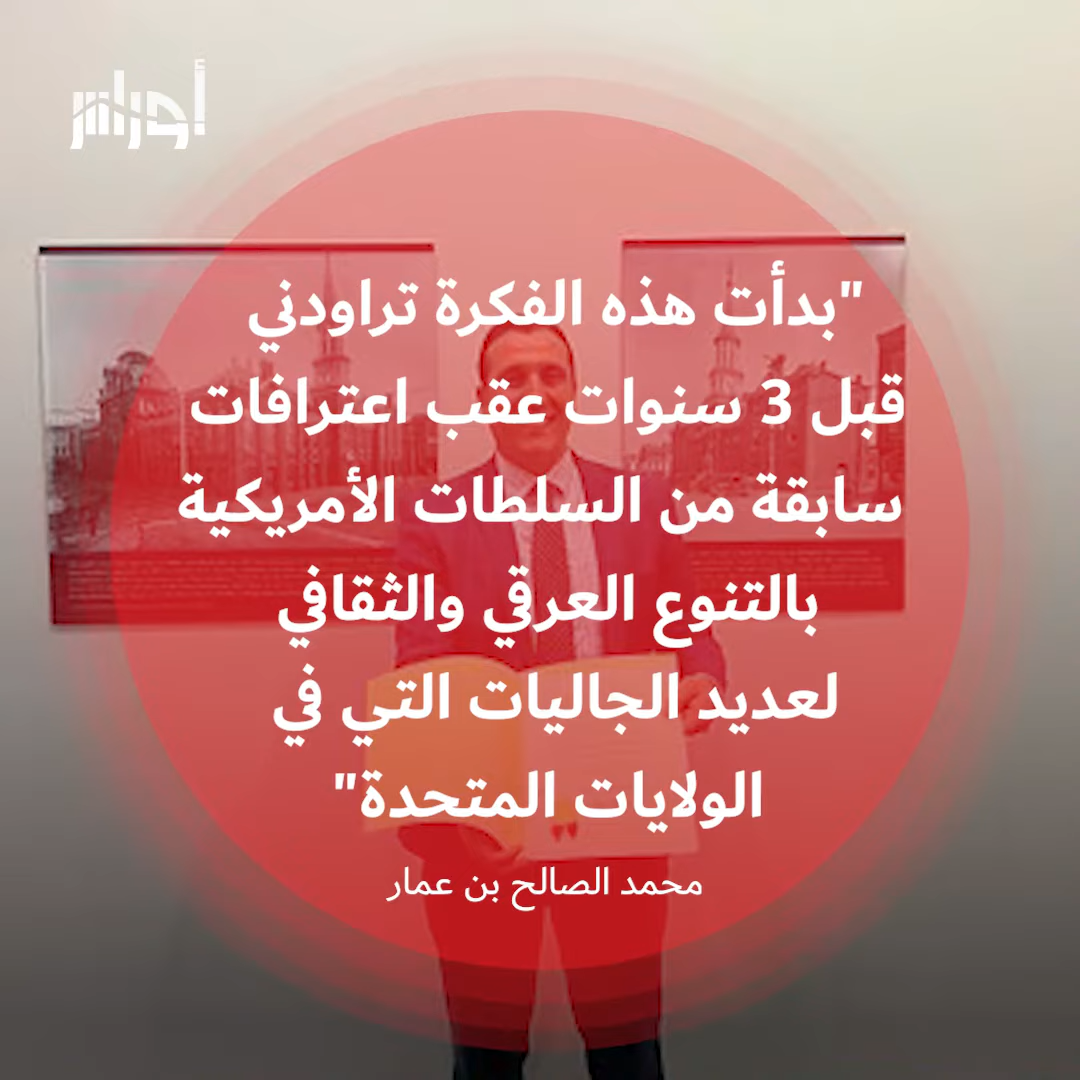 أوراس
"بدأت هذه الفكرة تراودني
قبل 3 سنوات عقب اعترافات
سابقة من السلطات الأمريكية
بالتنوع العرقي والثقافي
لعديد الجاليات التي في
الولايات المتحدة"
محمد الصالح بن عمار